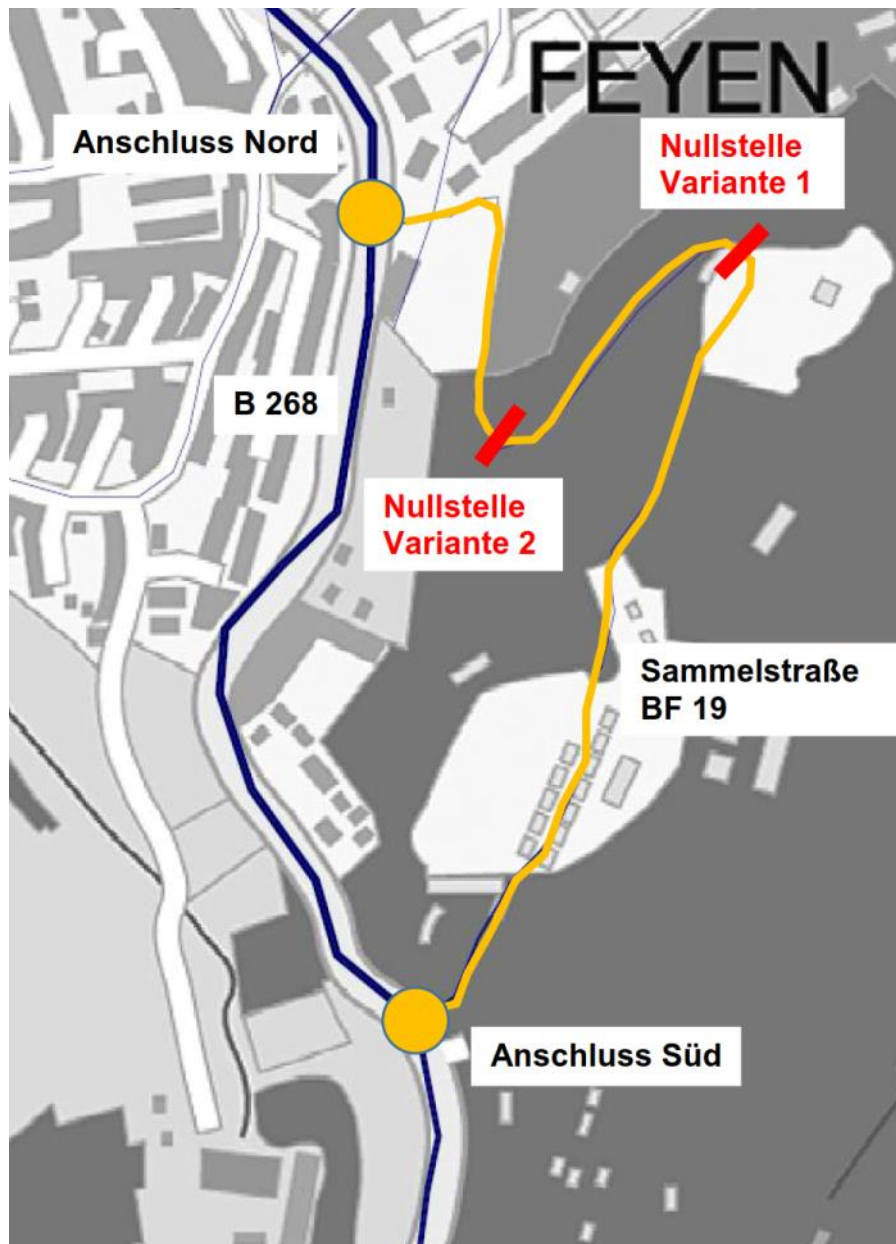 FEYEN
Anschluss Nord
Nullstelle
Variante 1
B 268
Nullstelle
Variante 2
Sammelstraße
BF 19
Anschluss Süd